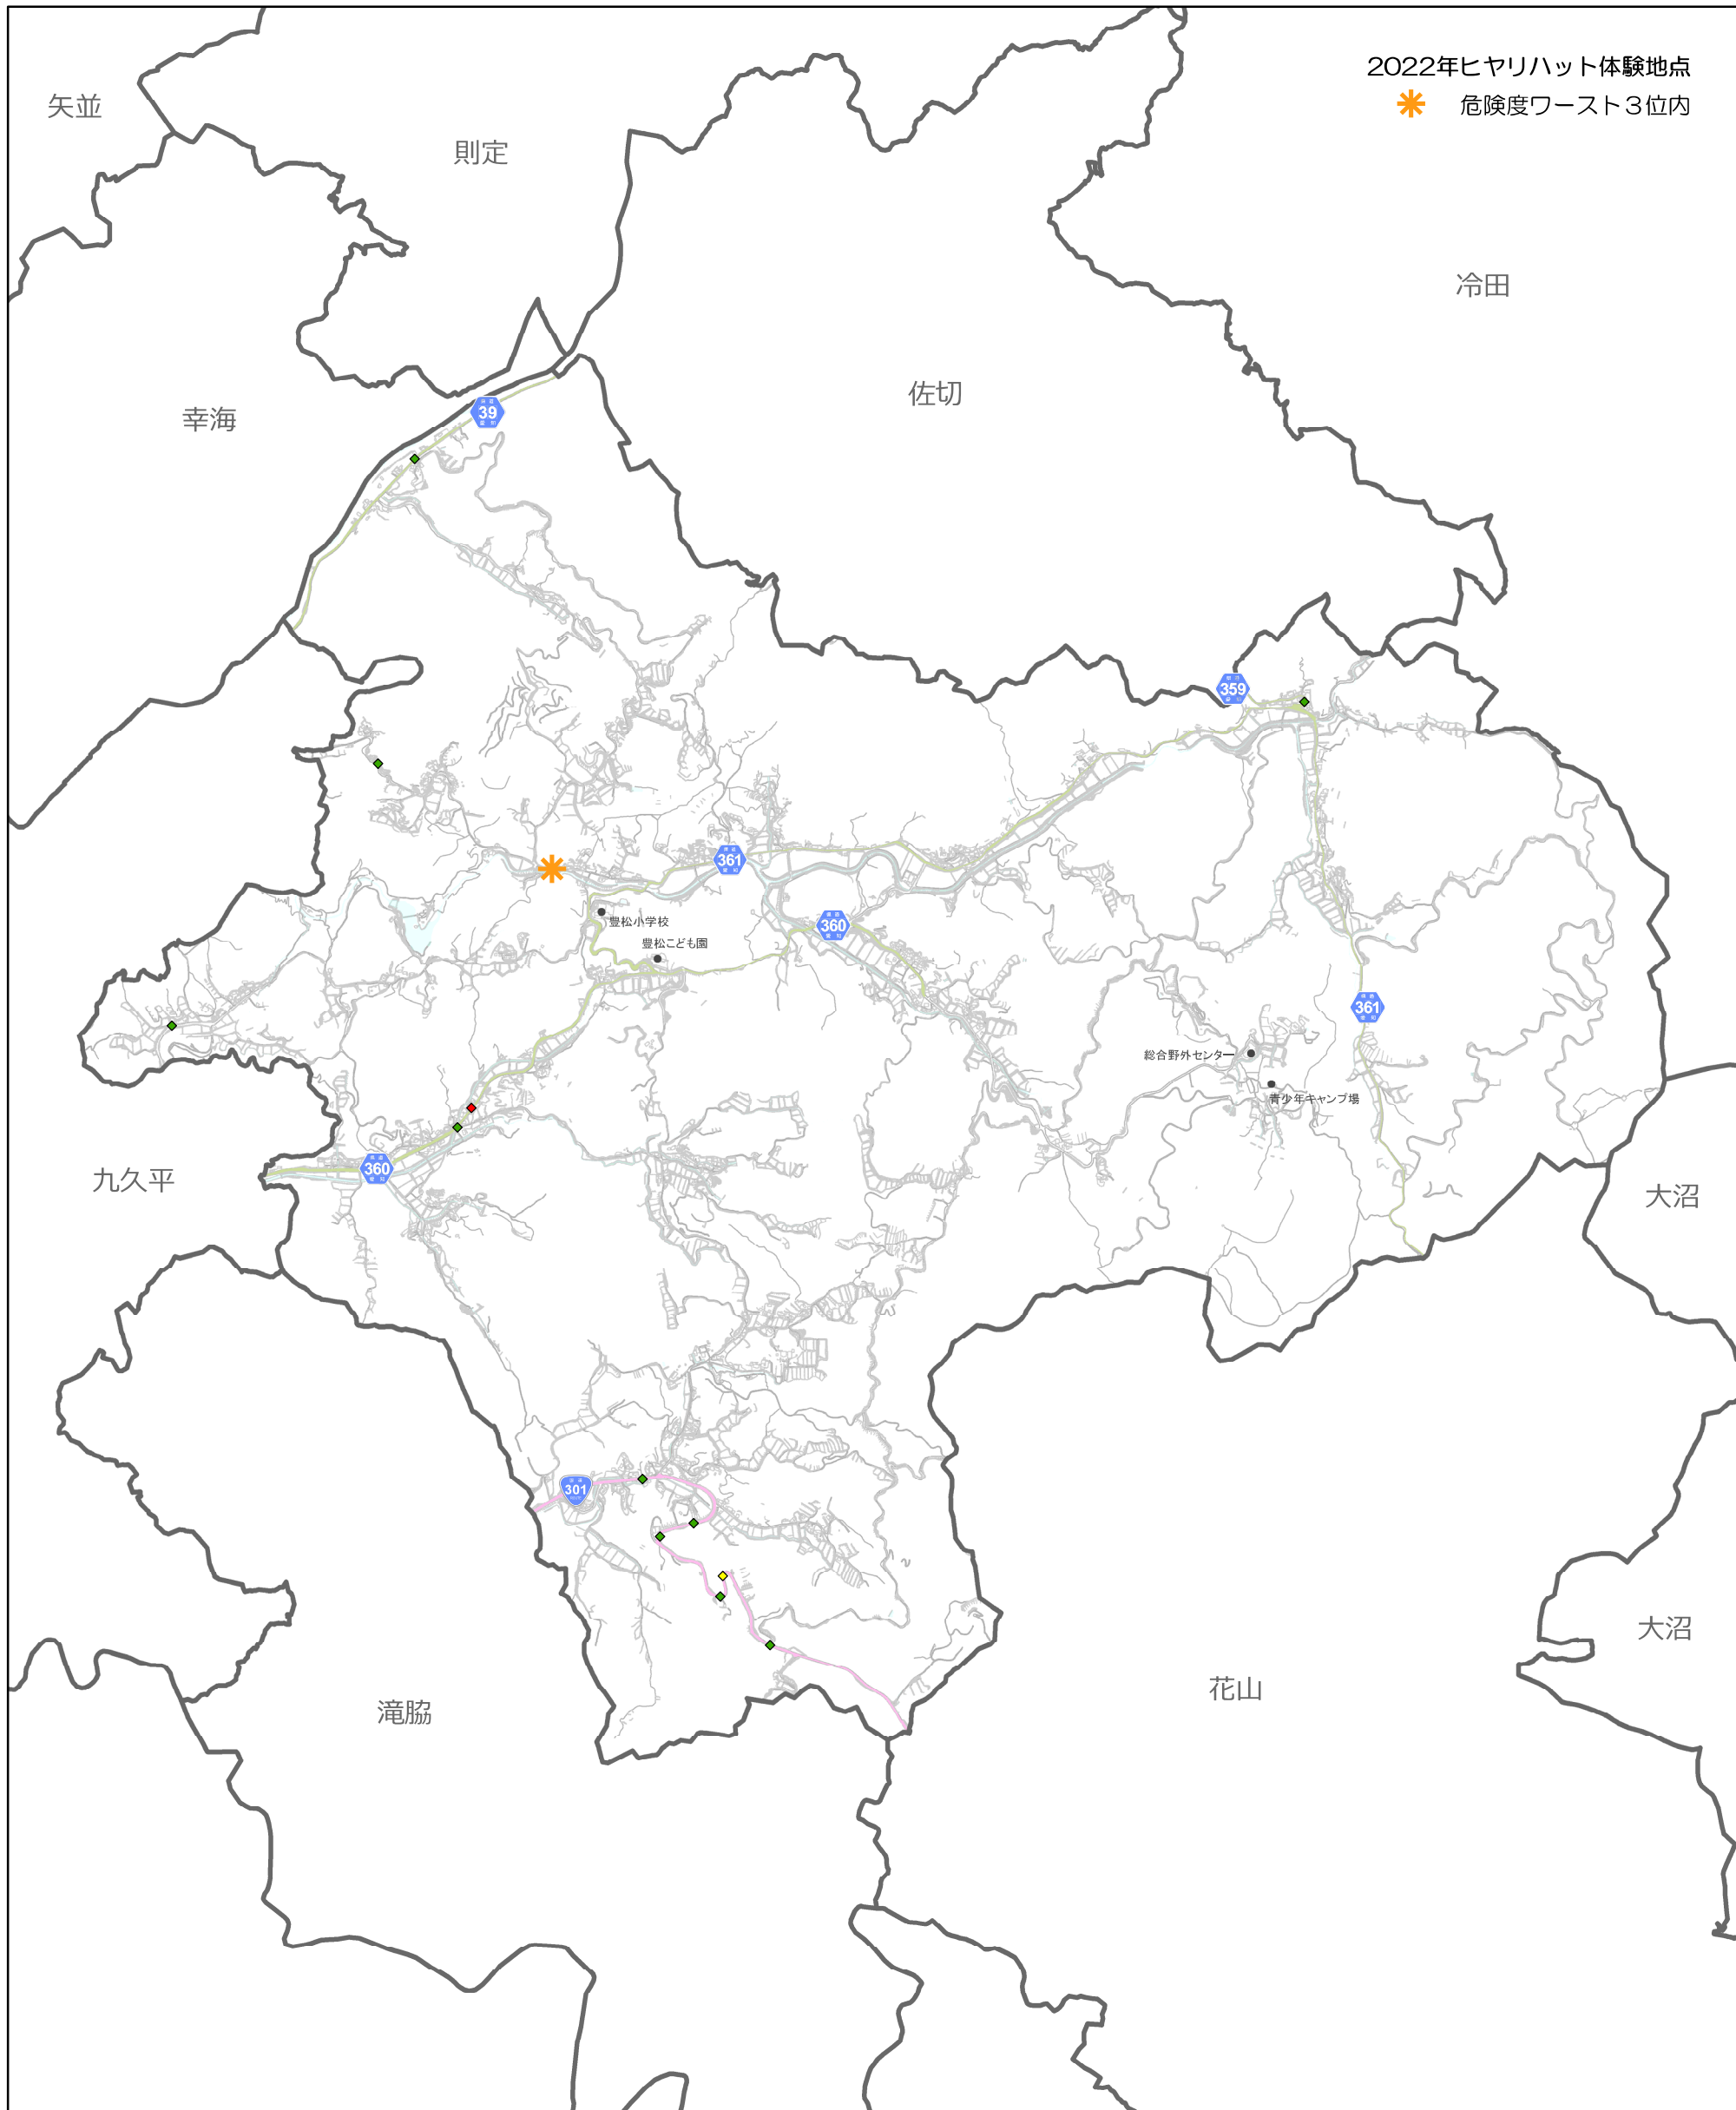 2022年ヒヤリハット体験地点
危険度ワースト３位内
矢並
則定
冷田
佐切
幸海
39
359
361
360
豊松小学校
豊松こども園
361
総合野外センター
青少年キャンプ場
360
九久平
大沼
301
大沼
花山
滝脇